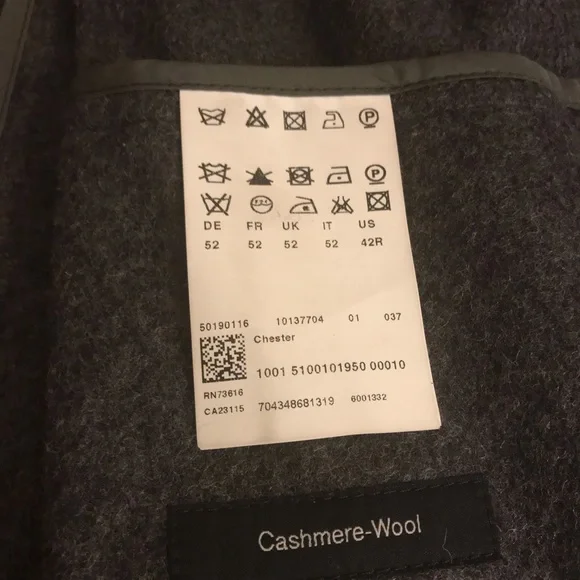 P
P
DE FR UK IT US
52 52 52 52 42R
50190116 10137704 01 037
Chester
1001 5100101950 00010
RN73616
CA23115 704348681319 6001332
Cashmere-Wool